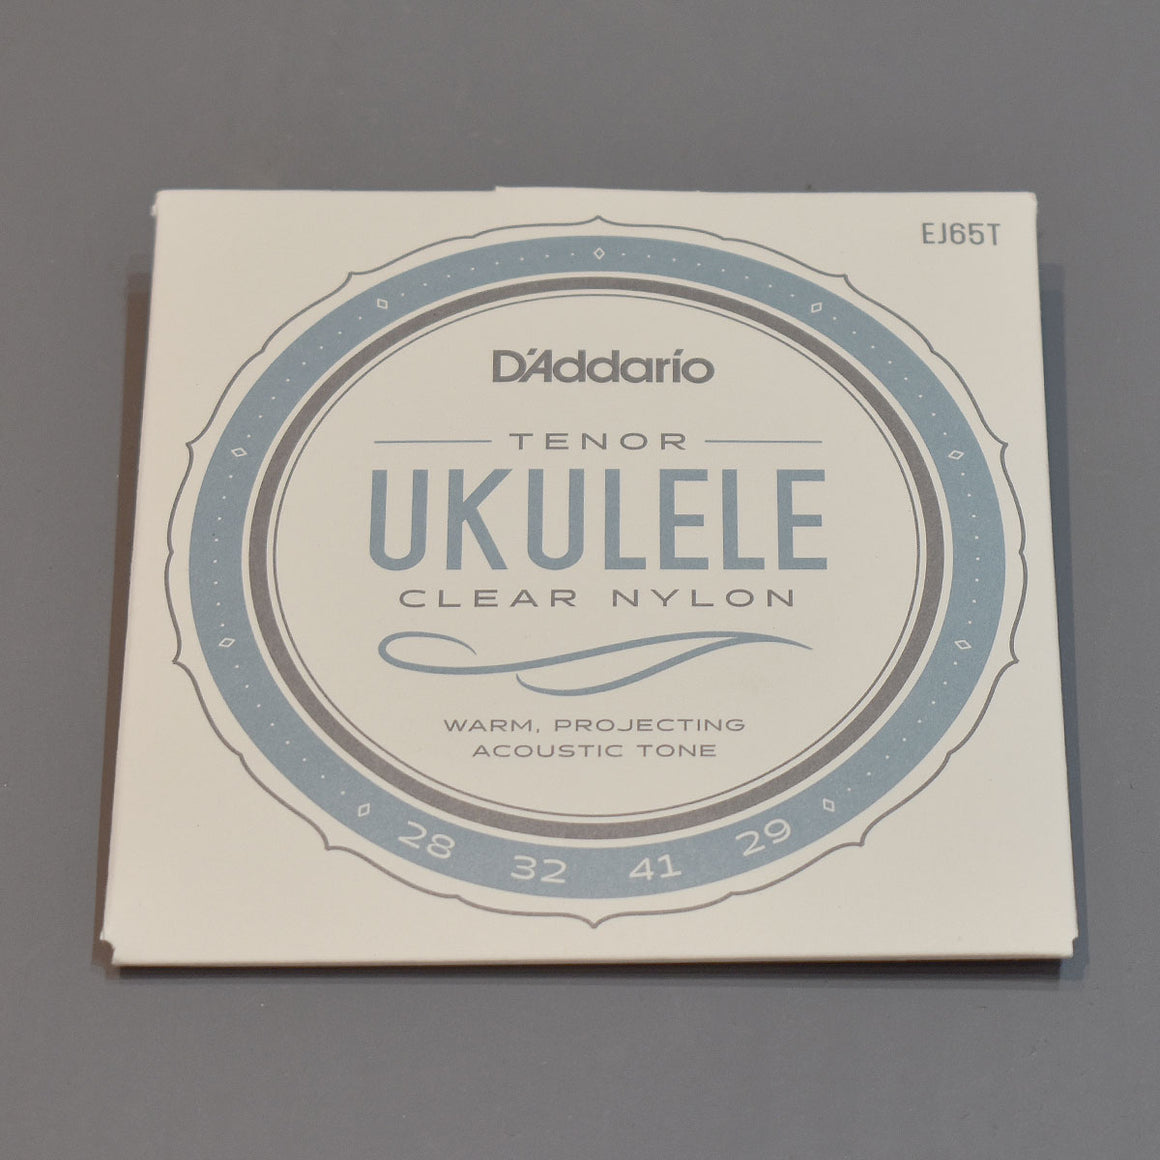 EJ65T
D'Addario
TENOR
UKULELE
CLEAR NYLON
WARM, PROJECTING
ACOUSTIC TONE
28 32 41 29